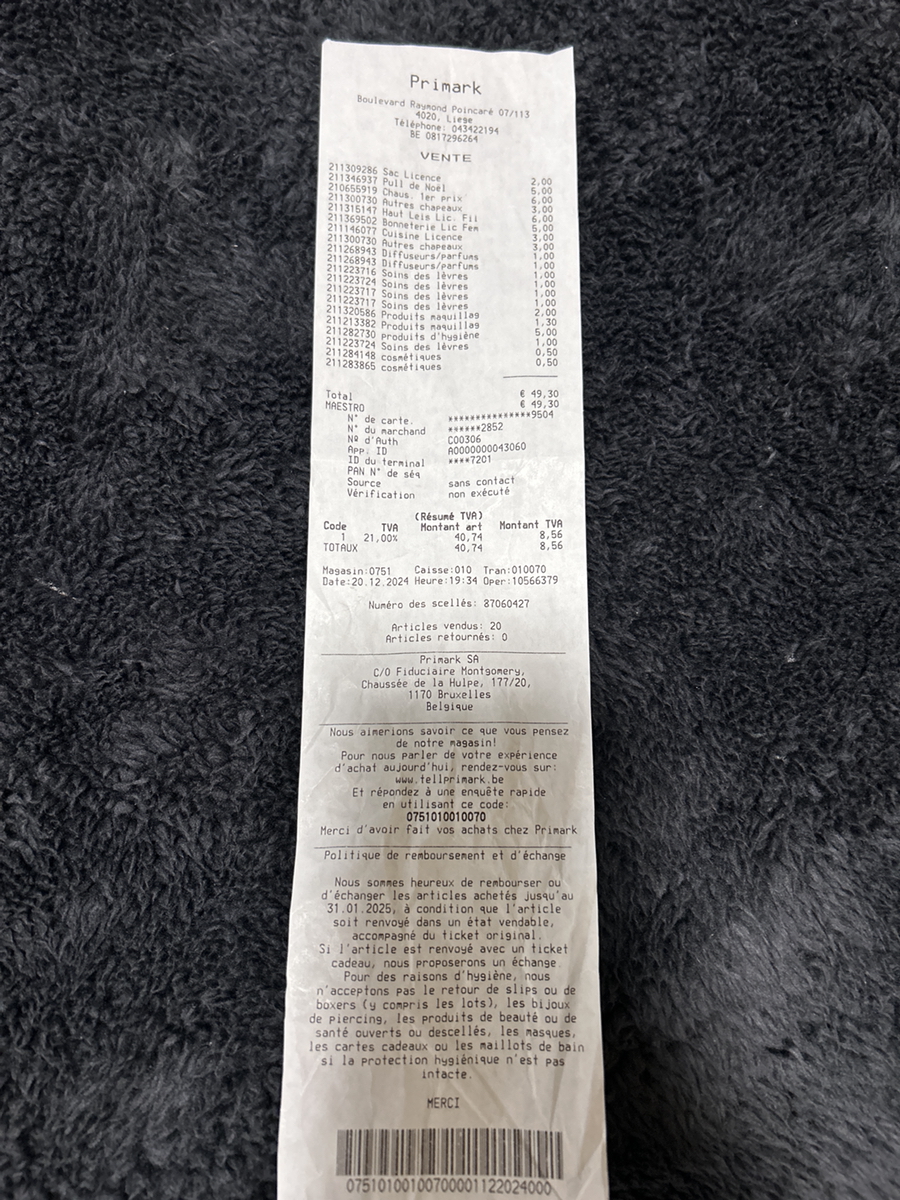 Primark
Boulevard Raymond Poincaré 07/113
4020, Liege
Téléphone: 043422194
BE 0817296264
VENTE
211309286 Sac Licence 2,00
211346937 Pull de Noël 5,00
210655919 Chaus. 1er prix 6,00
211300730 Autres chapeaux 3,00
211315147 Haut Leis Lic. Fil 6,00
211369502 Bonneterie Lic Fem 5,00
211146077 Cuisine Licence 3,00
211300730 Autres chapeaux 3,00
211268943 Diffuseurs/parfums 1,00
211268943 Diffuseurs/parfums 1,00
211223716 Soins des lèvres 1,00
211223724 Soins des lèvres 1,00
211223717 Soins des lèvres 1,00
211223717 Soins des lèvres 1,00
211320586 Produits maquillag 2,00
211213382 Produits maquillag 1,30
211282730 produits d'hygiène 5,00
211223724 Soins des lèvres 1,00
211284148 cosmétiques 0,50
211283865 cosmétiques 0,50
Total € 49,30
MAESTRO € 49,30
N° de carte. ***************9504
N° du marchand ******2852
Nº d'Auth C00306
App. ID A0000000043060
ID du terminal ****7201
PAN N° de séq
Source sans contact
Vérification non exécuté
(Résumé TVA)
Code TVA Montant art Montant TVA
1 21,00% 40,74 8,56
TOTAUX 40,74 8,56
Magasin:0751 Caisse:010 Tran:010070
Date:20.12.2024 Heure:19:34 Oper:10566379
Numéro des scellés: 87060427
Articles vendus: 20
Articles retournés: 0
Primark SA
C/O Fiduciaire Montgomery,
Chaussée de la Hulpe, 177/20,
1170 Bruxelles
Belgique
Nous aimerions savoir ce que vous pensez
de notre magasin!
Pour nous parler de votre expérience
d'achat aujourd'hui, rendez-vous sur:
www.tellprimark.be
Et répondez à une enquête rapide
en utilisant ce code:
0751010010070
Merci d'avoir fait vos achats chez Primark
Politique de remboursement et d'échange
Nous sommes heureux de rembourser ou
d'échanger les articles achetés jusqu'au
31.01.2025, à condition que l'article
soit renvoyé dans un état vendable,
accompagné du ticket original.
Si l'article est renvoyé avec un ticket
cadeau, nous proposerons un échange
Pour des raisons d'hygiène, nous
n'acceptons pas le retour de slips ou de
boxers (y compris les lots), les bijoux
de piercing, les produits de beauté ou de
santé ouverts ou descellés, les masques,
les cartes cadeaux ou les maillots de bain
si la protection hygiénique n'est pas
intacte.
MERCI
07510100100700001122024000